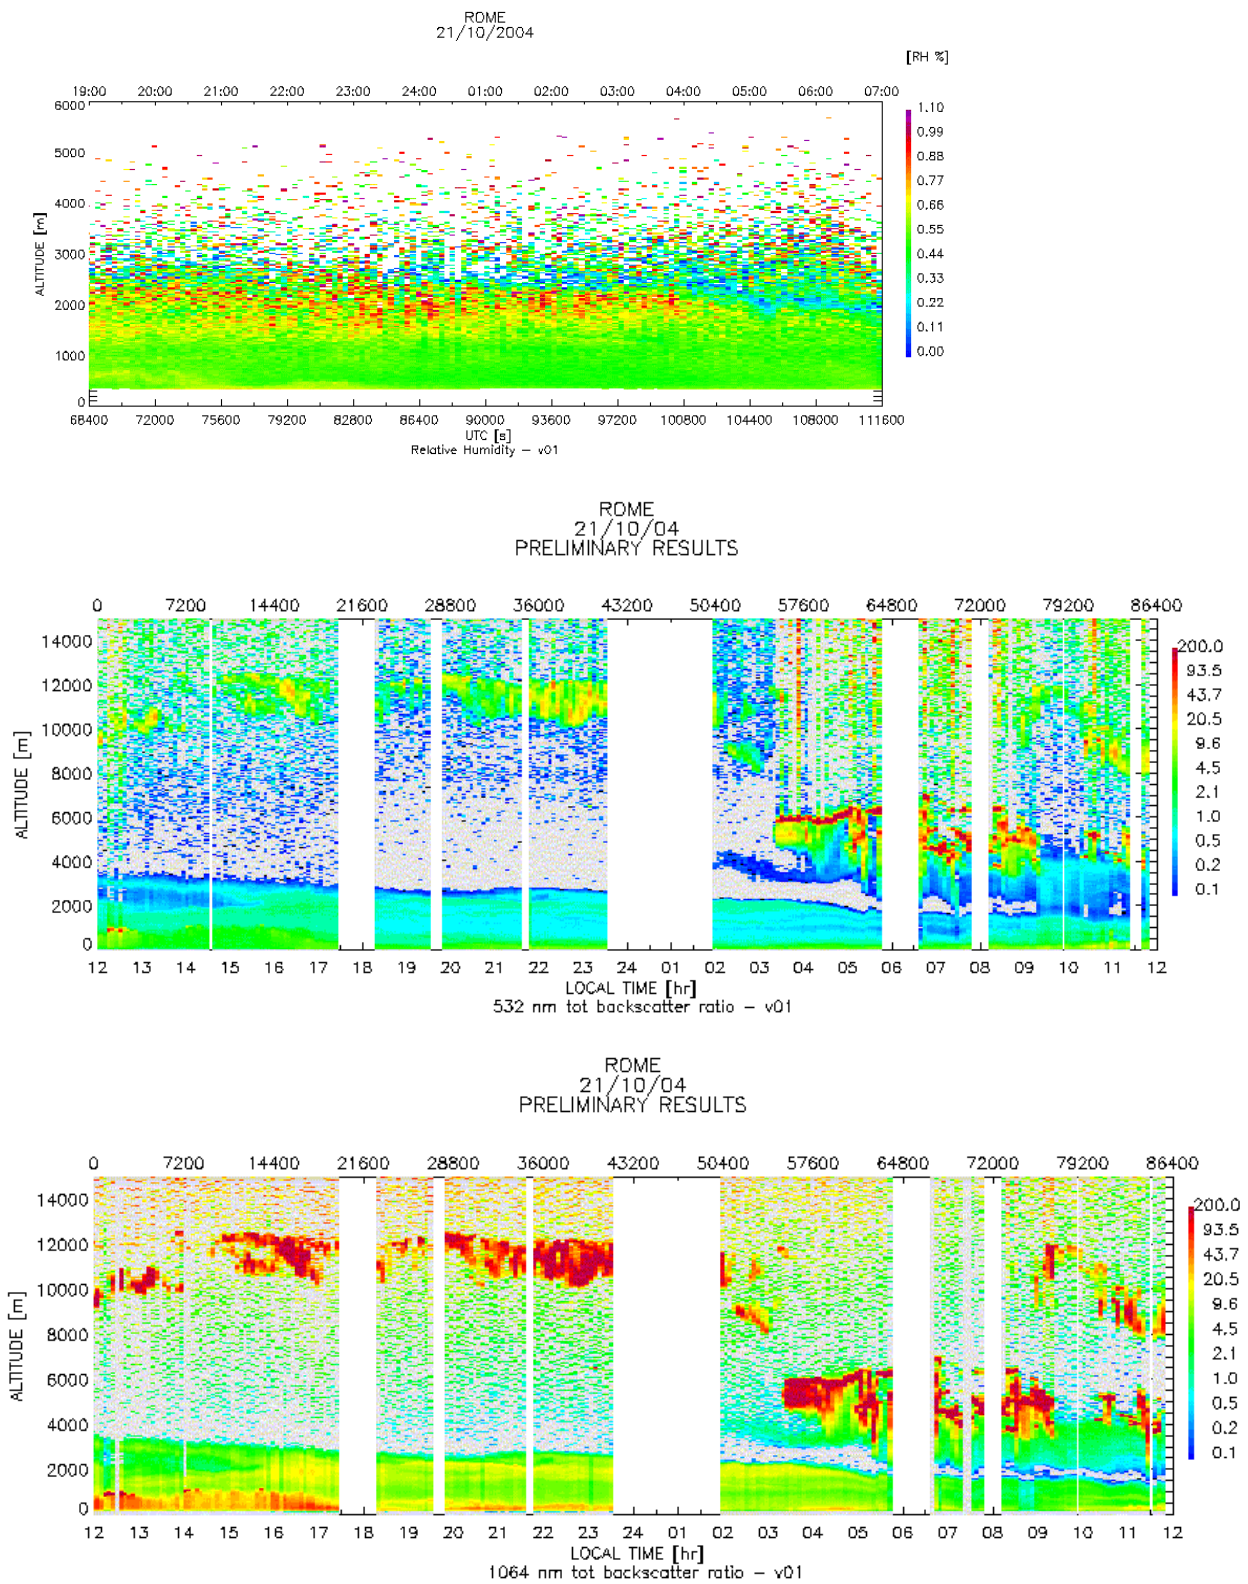 ROME
21/10/2004
[RH %]
19:00 20:00 21:00 22:00 23:00 24:00 01:00 02:00 03:00 04:00 05:00 06:00 07:00
6000
5000
4000
3000
2000
1000
0
ALTITUDE [m]
1.10
0.99
0.88
0.77
0.66
0.55
0.44
0.33
0.22
0.11
0.00
68400 72000 75600 79200 82800 86400 90000 93600 97200 100800 104400 108000 111600
UTC [s]
Relative Humidity – v01
ROME
21/10/04
PRELIMINARY RESULTS
0 7200 14400 21600 28800 36000 43200 50400 57600 64800 72000 79200 86400
14000
12000
10000
8000
6000
4000
2000
0
ALTITUDE [m]
200.0
93.5
43.7
20.5
9.6
4.5
2.1
1.0
0.5
0.2
0.1
12 13 14 15 16 17 18 19 20 21 22 23 24 01 02 03 04 05 06 07 08 09 10 11 12
LOCAL TIME [hr]
532 nm tot backscatter ratio – v01
ROME
21/10/04
PRELIMINARY RESULTS
0 7200 14400 21600 28800 36000 43200 50400 57600 64800 72000 79200 86400
14000
12000
10000
8000
6000
4000
2000
0
ALTITUDE [m]
200.0
93.5
43.7
20.5
9.6
4.5
2.1
1.0
0.5
0.2
0.1
12 13 14 15 16 17 18 19 20 21 22 23 24 01 02 03 04 05 06 07 08 09 10 11 12
LOCAL TIME [hr]
1064 nm tot backscatter ratio – v01